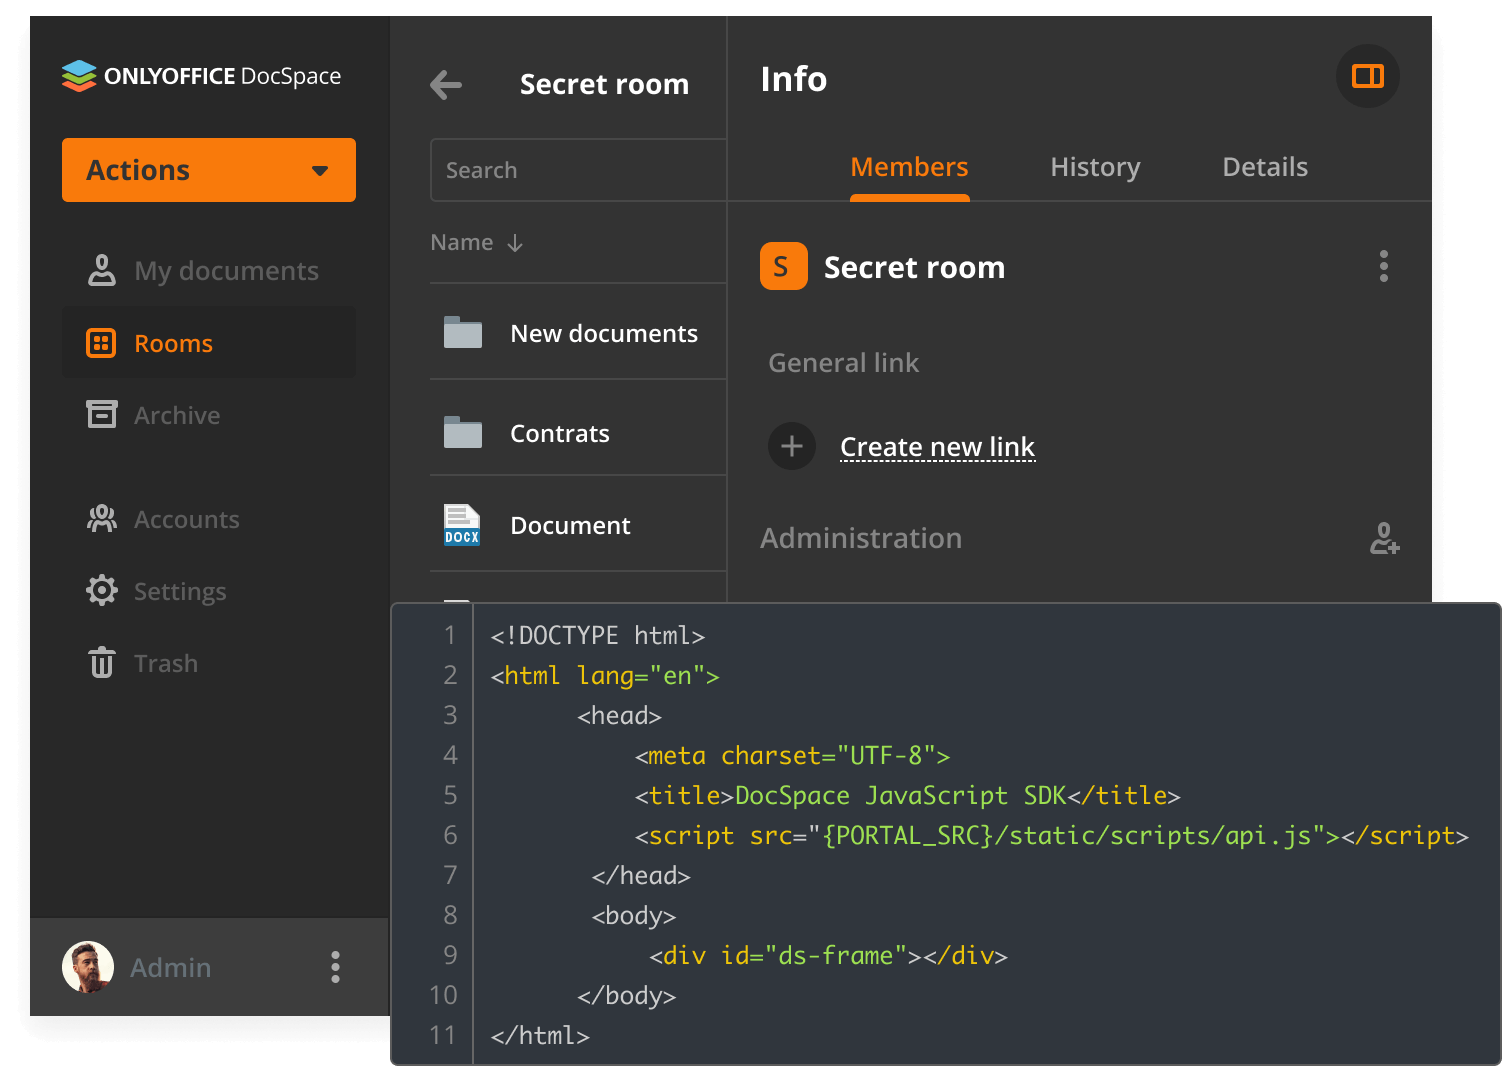 ONLYOFFICE DocSpace
Actions
My documents
Rooms
Archive
Accounts
Settings
Trash
Admin
Secret room
Search
Name
New documents
Contrats
DOCX
Document
Info
Members
History
Details
S
Secret room
General link
Create new link
Administration
1 <!DOCTYPE html>
2 <html lang="en">
3 <head>
4 <meta charset="UTF-8">
5 <title>DocSpace JavaScript SDK</title>
6 <script src="{PORTAL_SRC}/static/scripts/api.js"></script>
7 </head>
8 <body>
9 <div id="ds-frame"></div>
10 </body>
11 </html>